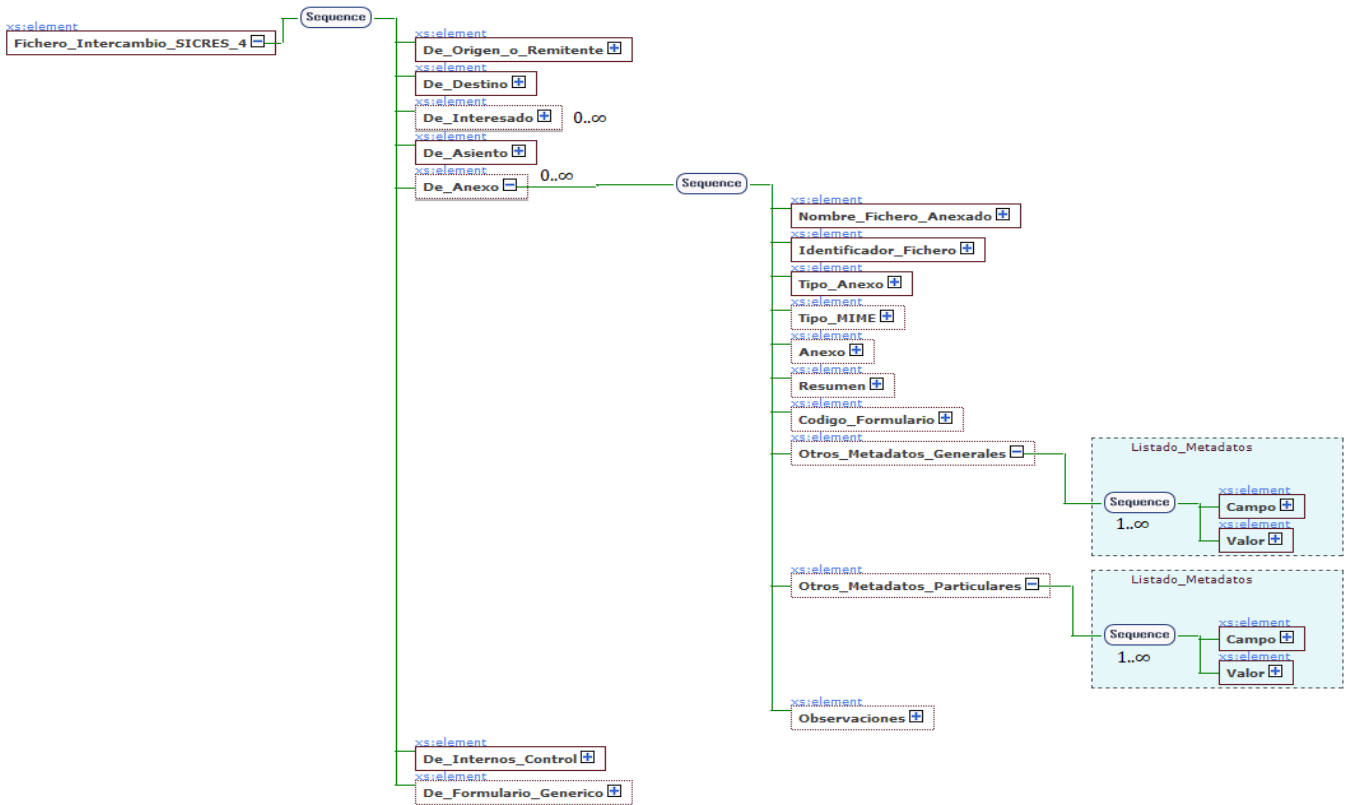 Sequence
xs:element
Fichero_Intercambio_SICRES_4
xs:element
De_Origen_o_Remitente
xs:element
De_Destino
xs:element
De_Interesado
0..∞
xs:element
De_Asiento
xs:element
De_Anexo
0..∞
Sequence
xs:element
Nombre_Fichero_Anexado
xs:element
Identificador_Fichero
xs:element
Tipo_Anexo
xs:element
Tipo_MIME
xs:element
Anexo
xs:element
Resumen
xs:element
Codigo_Formulario
xs:element
Otros_Metadatos_Generales
Listado_Metadatos
Sequence
1..∞
xs:element
Campo
xs:element
Valor
xs:element
Otros_Metadatos_Particulares
Listado_Metadatos
Sequence
1..∞
xs:element
Campo
xs:element
Valor
xs:element
Observaciones
xs:element
De_Internos_Control
xs:element
De_Formulario_Generico